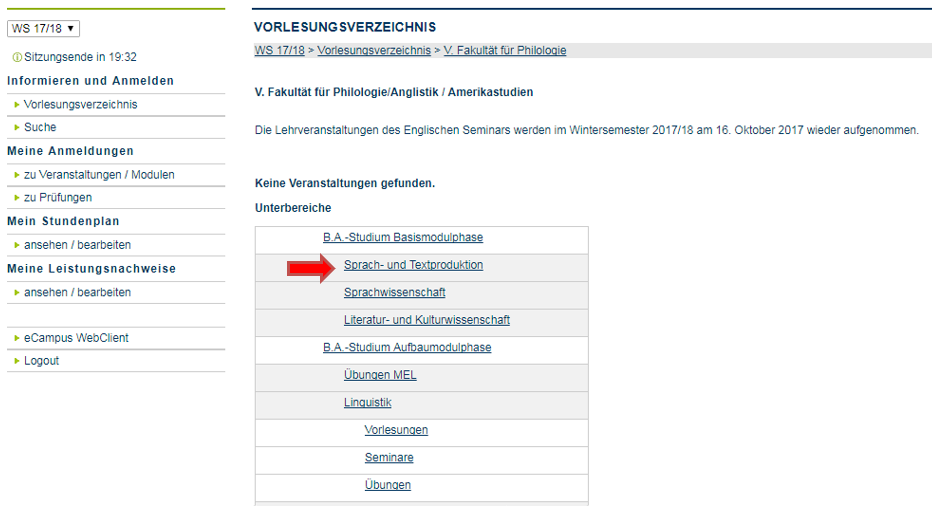 WS 17/18
Sitzungsende in 19:32
Informieren und Anmelden
Vorlesungsverzeichnis
Suche
Meine Anmeldungen
zu Veranstaltungen / Modulen
zu Prüfungen
Mein Stundenplan
ansehen / bearbeiten
Meine Leistungsnachweise
ansehen / bearbeiten
eCampus WebClient
Logout
VORLESUNGSVERZEICHNIS
WS 17/18 > Vorlesungsverzeichnis > V. Fakultät für Philologie
V. Fakultät für Philologie/Anglistik / Amerikastudien
Die Lehrveranstaltungen des Englischen Seminars werden im Wintersemester 2017/18 am 16. Oktober 2017 wieder aufgenommen.
Keine Veranstaltungen gefunden.
Unterbereiche
B.A.-Studium Basismodulphase
Sprach- und Textproduktion
Sprachwissenschaft
Literatur- und Kulturwissenschaft
B.A.-Studium Aufbaumodulphase
Übungen MEL
Linguistik
Vorlesungen
Seminare
Übungen